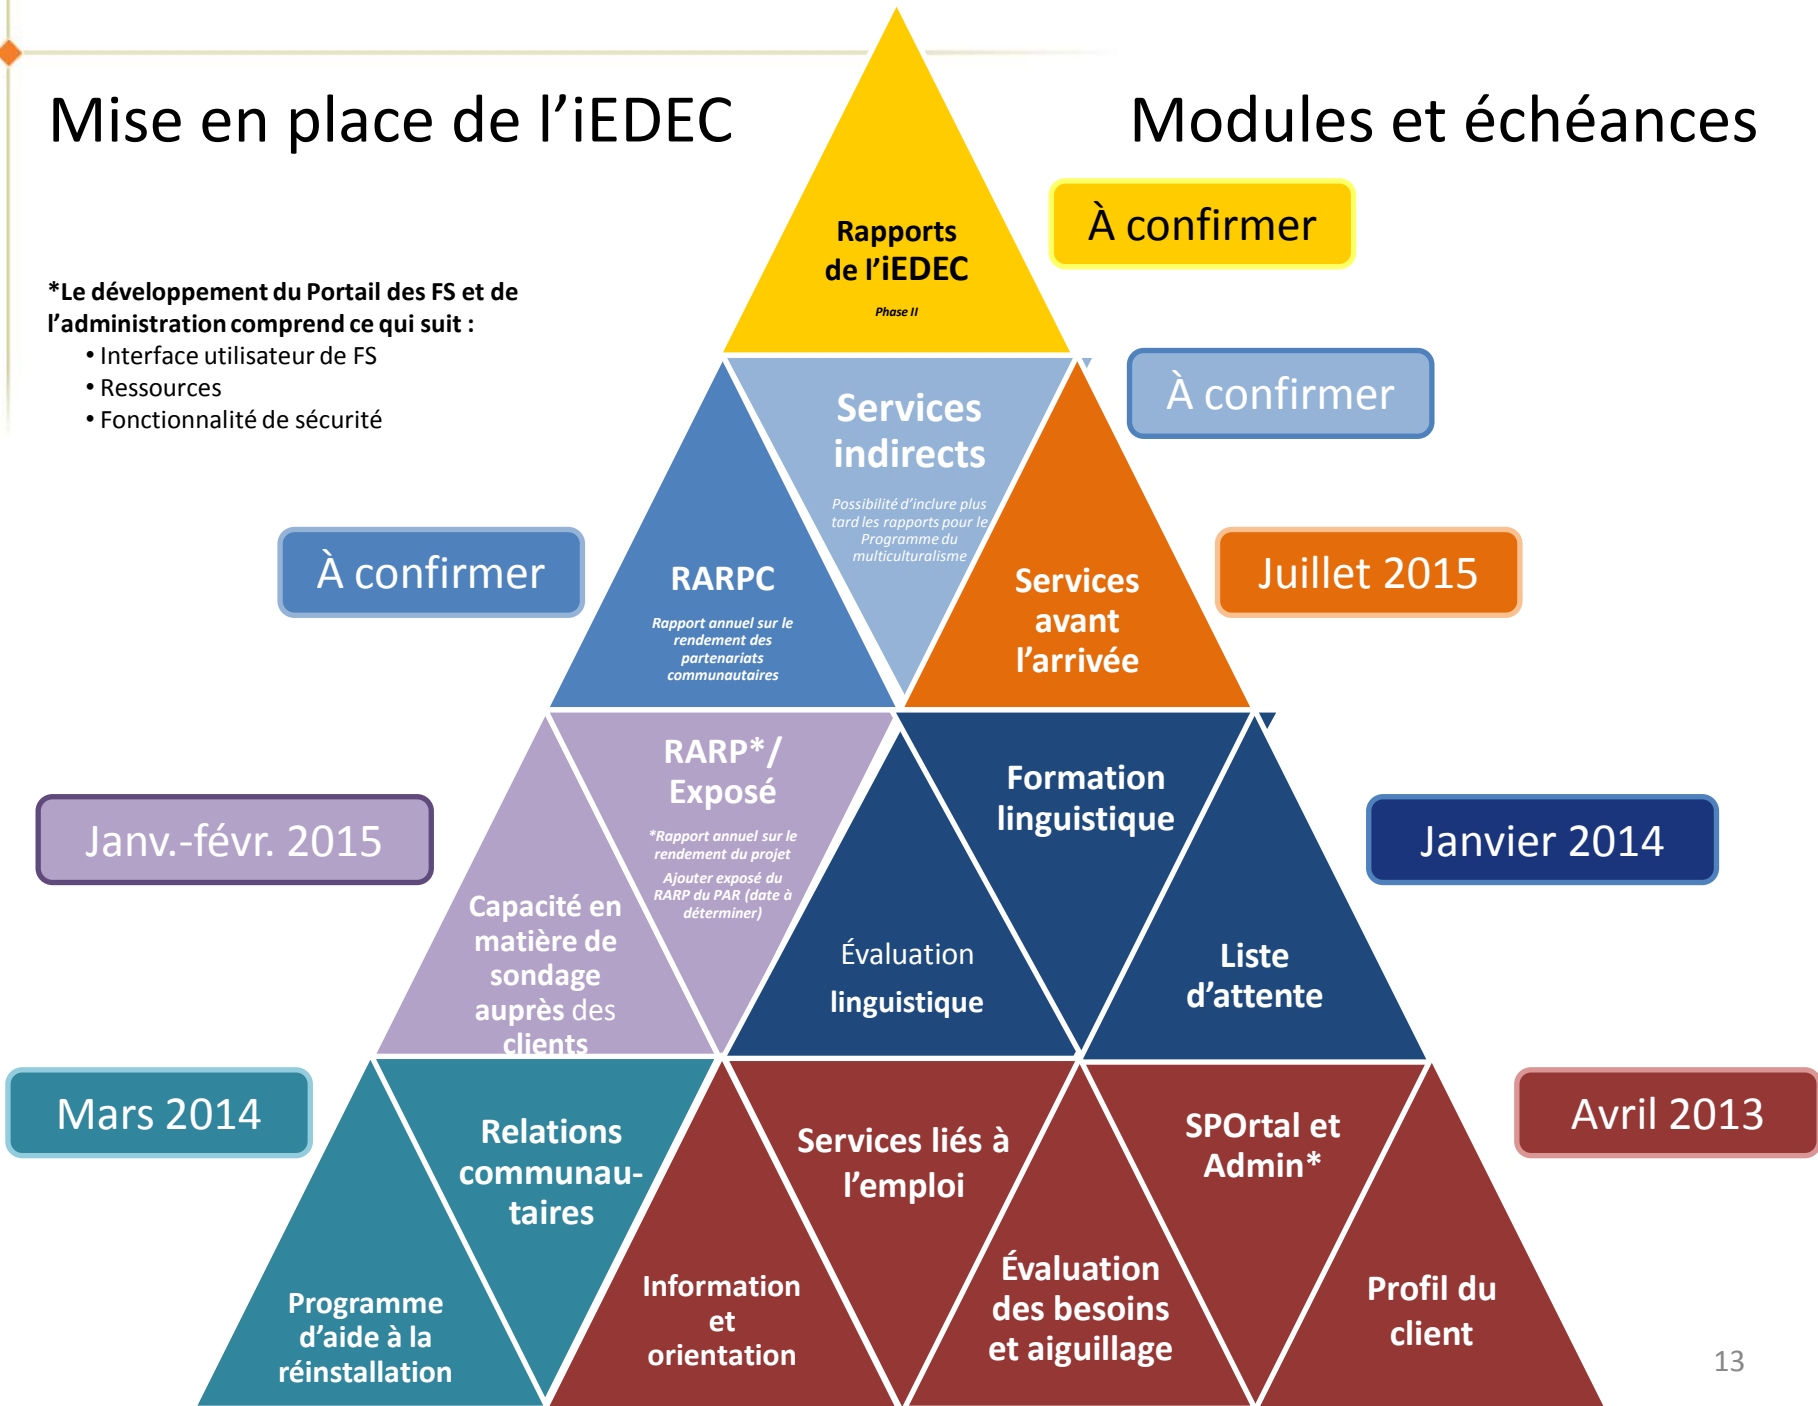 Mise en place de l’iEDEC
Modules et échéances
*Le développement du Portail des FS et de
l’administration comprend ce qui suit :
• Interface utilisateur de FS
• Ressources
• Fonctionnalité de sécurité
Rapports
de l’iEDEC
Phase II
À confirmer
Services
indirects
Possibilité d’inclure plus
tard les rapports pour le
Programme du
multiculturalisme
À confirmer
À confirmer
RARPC
Rapport annuel sur le
rendement des
partenariats
communautaires
Services
avant
l’arrivée
Juillet 2015
Janv.-févr. 2015
Capacité en
matière de
sondage
auprès des
clients
RARP*/
Exposé
*Rapport annuel sur le
rendement du projet
Ajouter exposé du
RARP du PAR (date à
déterminer)
Évaluation
linguistique
Formation
linguistique
Liste
d’attente
Janvier 2014
Mars 2014
Programme
d’aide à la
réinstallation
Relations
communau-
taires
Information
et
orientation
Services liés à
l’emploi
Évaluation
des besoins
et aiguillage
SPOrtal et
Admin*
Profil du
client
Avril 2013
13